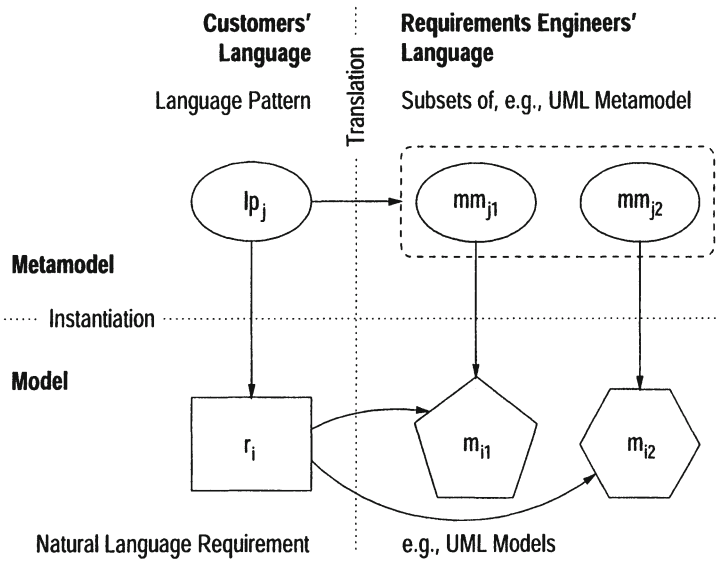 Customers' Language
Requirements Engineers' Language
Translation
Language Pattern
Subsets of, e.g., UML Metamodel
lpj
mmj1
mmj2
Metamodel
Instantiation
Model
ri
mi1
mi2
Natural Language Requirement
e.g., UML Models